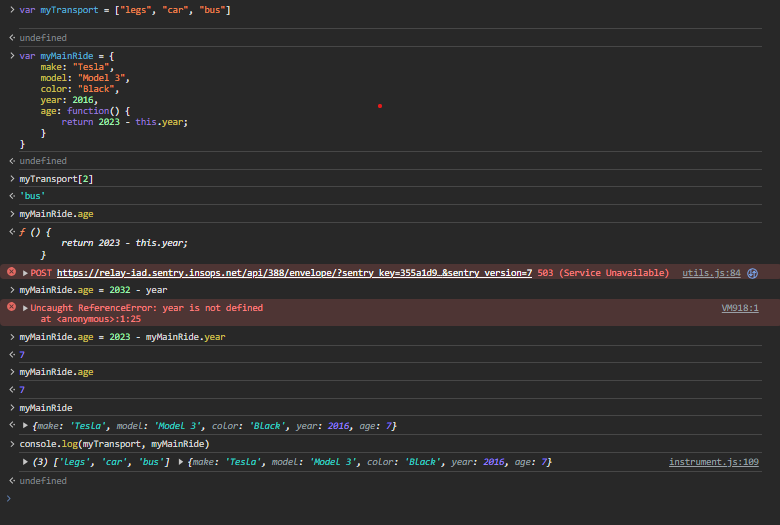 > var myTransport = ["legs", "car", "bus"]
<· undefined
> var myMainRide = {
    make: "Tesla",
    model: "Model 3",
    color: "Black",
    year: 2016,
    age: function() {
        return 2023 - this.year;
    }
}
<· undefined
> myTransport[2]
<· 'bus'
> myMainRide.age
<· ƒ () {
        return 2023 - this.year;
    }
▶ POST https://relay-iad.sentry.insops.net/api/388/envelope/?sentry_key=355a1d9…&sentry_version=7 503 (Service Unavailable) utils.js:84
> myMainRide.age = 2032 - year
▶ Uncaught ReferenceError: year is not defined VM918:1
    at <anonymous>:1:25
> myMainRide.age = 2023 - myMainRide.year
<· 7
> myMainRide.age
<· 7
> myMainRide
<· ▶ {make: 'Tesla', model: 'Model 3', color: 'Black', year: 2016, age: 7}
> console.log(myTransport, myMainRide)
▶ (3) ['legs', 'car', 'bus'] ▶ {make: 'Tesla', model: 'Model 3', color: 'Black', year: 2016, age: 7} instrument.js:109
<· undefined
>